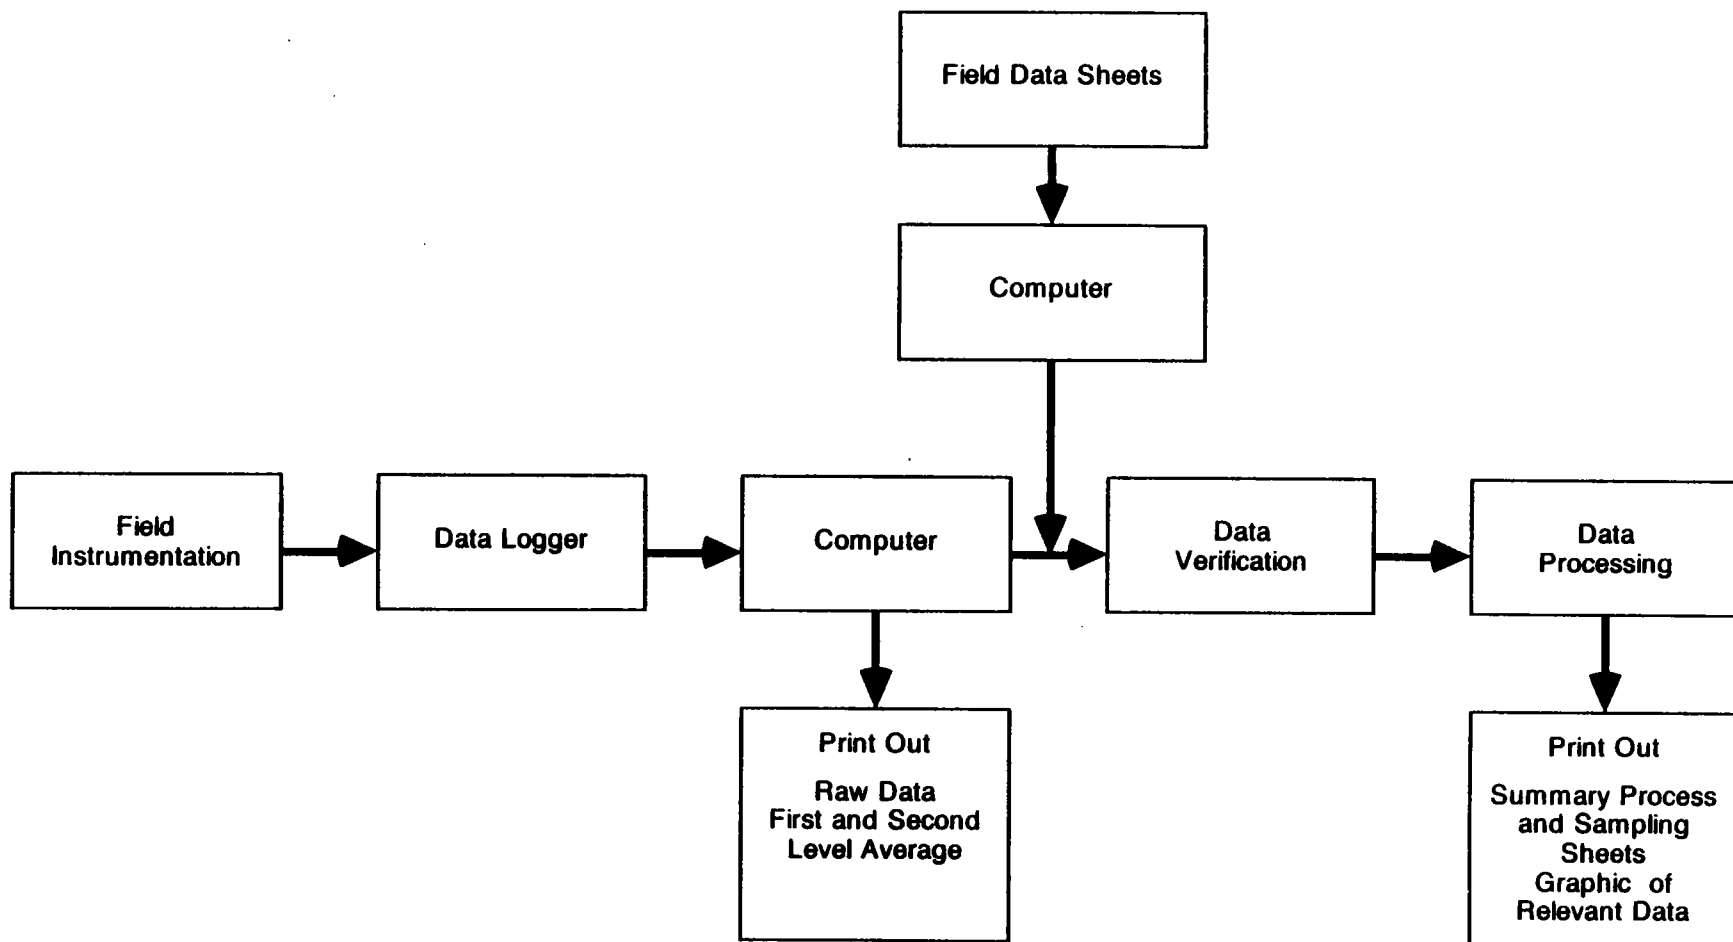 Field Data Sheets
Computer
Field
Instrumentation
Data Logger
Computer
Data
Verification
Data
Processing
Print Out
Raw Data
First and Second
Level Average
Print Out
Summary Process
and Sampling
Sheets
Graphic of
Relevant Data